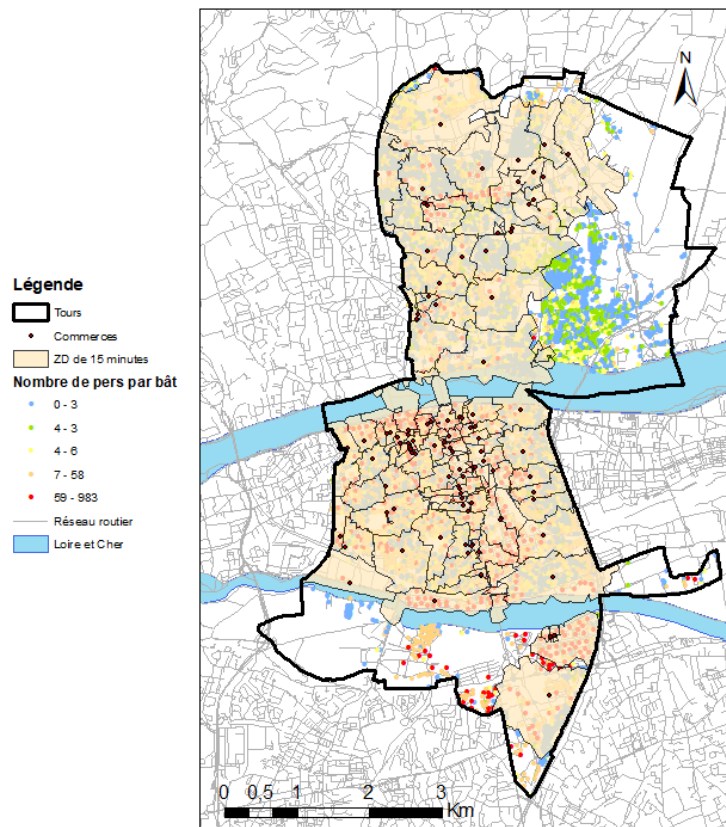 N
Légende
Tours
Commerces
ZD de 15 minutes
Nombre de pers par bât
0 - 3
4 - 3
4 - 6
7 - 58
59 - 983
Réseau routier
Loire et Cher
0 0,5 1 2 3
Km